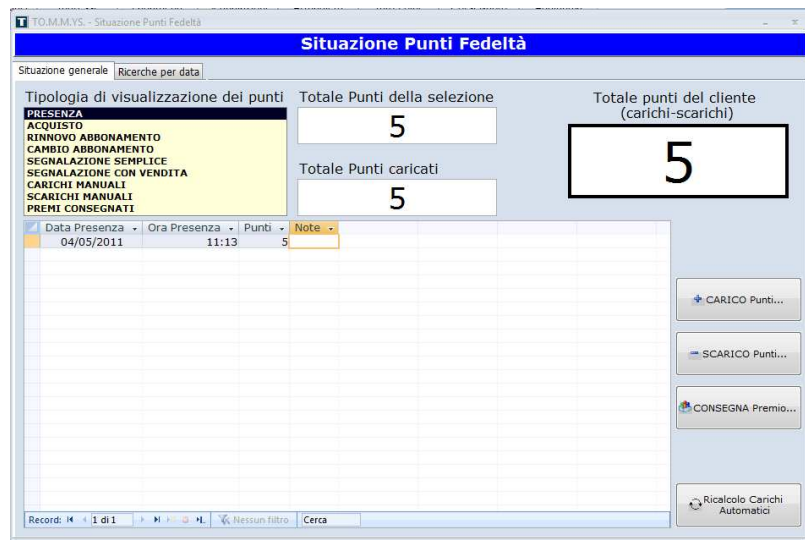 TO.M.M.YS. - Situazione Punti Fedeltà
Situazione Punti Fedeltà
Situazione generale Ricerche per data
Tipologia di visualizzazione dei punti
PRESENZA
ACQUISTO
RINNOVO ABBONAMENTO
CAMBIO ABBONAMENTO
SEGNALAZIONE SEMPLICE
SEGNALAZIONE CON VENDITA
CARICHI MANUALI
SCARICHI MANUALI
PREMI CONSEGNATI
Totale Punti della selezione
5
Totale Punti caricati
5
Totale punti del cliente
(carichi-scarichi)
5
Data Presenza Ora Presenza Punti Note
04/05/2011 11:13 5
CARICO Punti...
SCARICO Punti...
CONSEGNA Premio...
Ricalcolo Carichi
Automatici
Record: 1 di 1 Nessun filtro Cerca